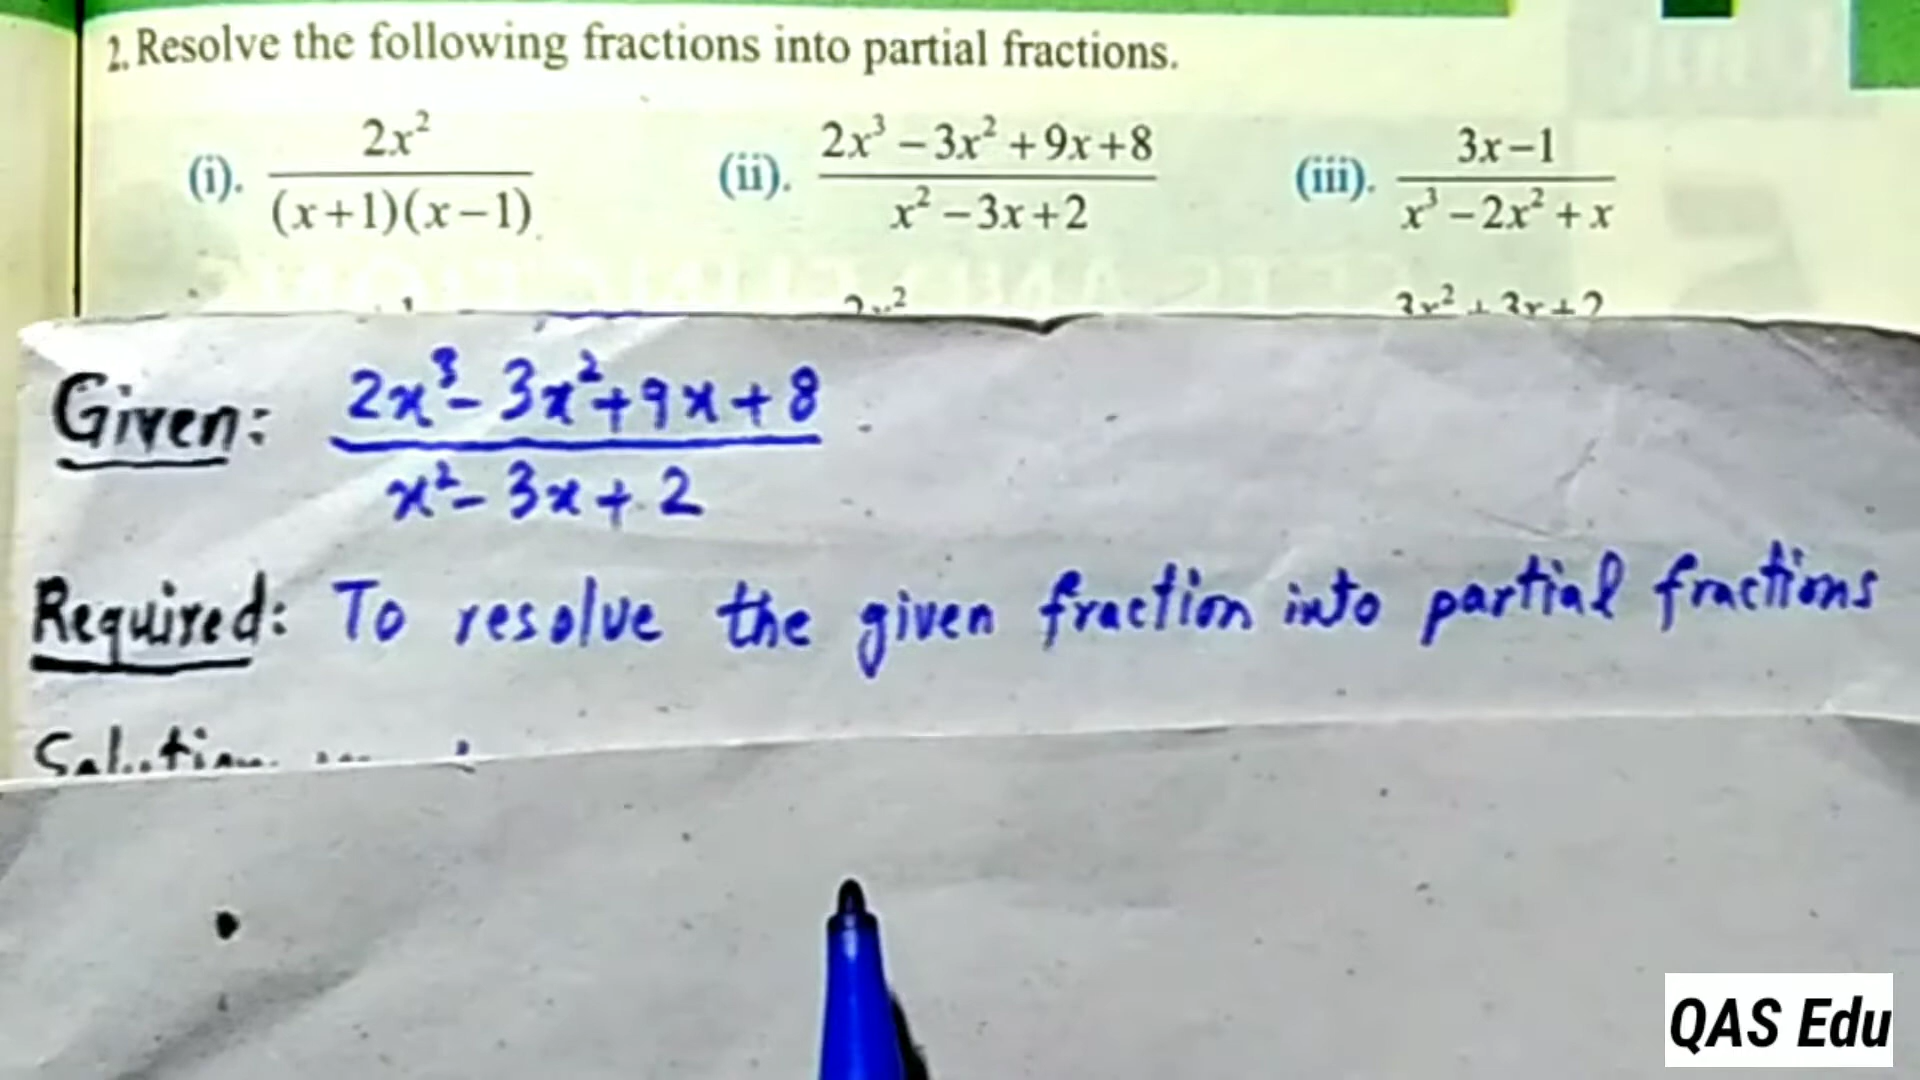 2. Resolve the following fractions into partial fractions.
(i). 2x² / (x+1)(x−1) (ii). 2x³ − 3x² + 9x + 8 / x² − 3x + 2 (iii). 3x−1 / x³ − 2x² + x
Given: 2x³ - 3x² + 9x + 8 / x² - 3x + 2
Required: To resolve the given fraction into partial fractions
Solution
QAS Edu